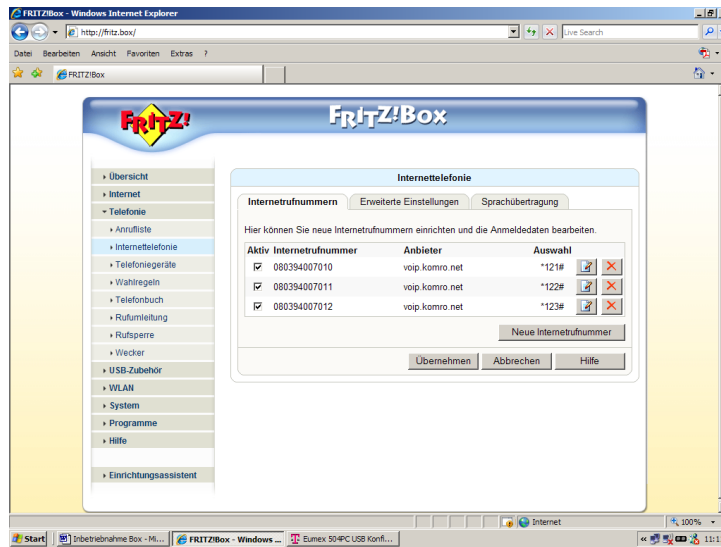 FRITZ!Box - Windows Internet Explorer
http://fritz.box/
Live Search
Datei Bearbeiten Ansicht Favoriten Extras ?
FRITZ!Box
FRITZ!
FRITZ!Box
Übersicht
Internet
Telefonie
Anrufliste
Internettelefonie
Telefoniegeräte
Wahlregeln
Telefonbuch
Rufumleitung
Rufsperre
Wecker
USB-Zubehör
WLAN
System
Programme
Hilfe
Einrichtungsassistent
Internettelefonie
Internetrufnummern Erweiterte Einstellungen Sprachübertragung
Hier können Sie neue Internetrufnummern einrichten und die Anmeldedaten bearbeiten.
Aktiv Internetrufnummer Anbieter Auswahl
080394007010 voip.komro.net *121#
080394007011 voip.komro.net *122#
080394007012 voip.komro.net *123#
Neue Internetrufnummer
Übernehmen Abbrechen Hilfe
Internet 100%
Start Inbetriebnahme Box - Mi... FRITZ!Box - Windows ... Eumex 504PC USB Konfi... 11:1